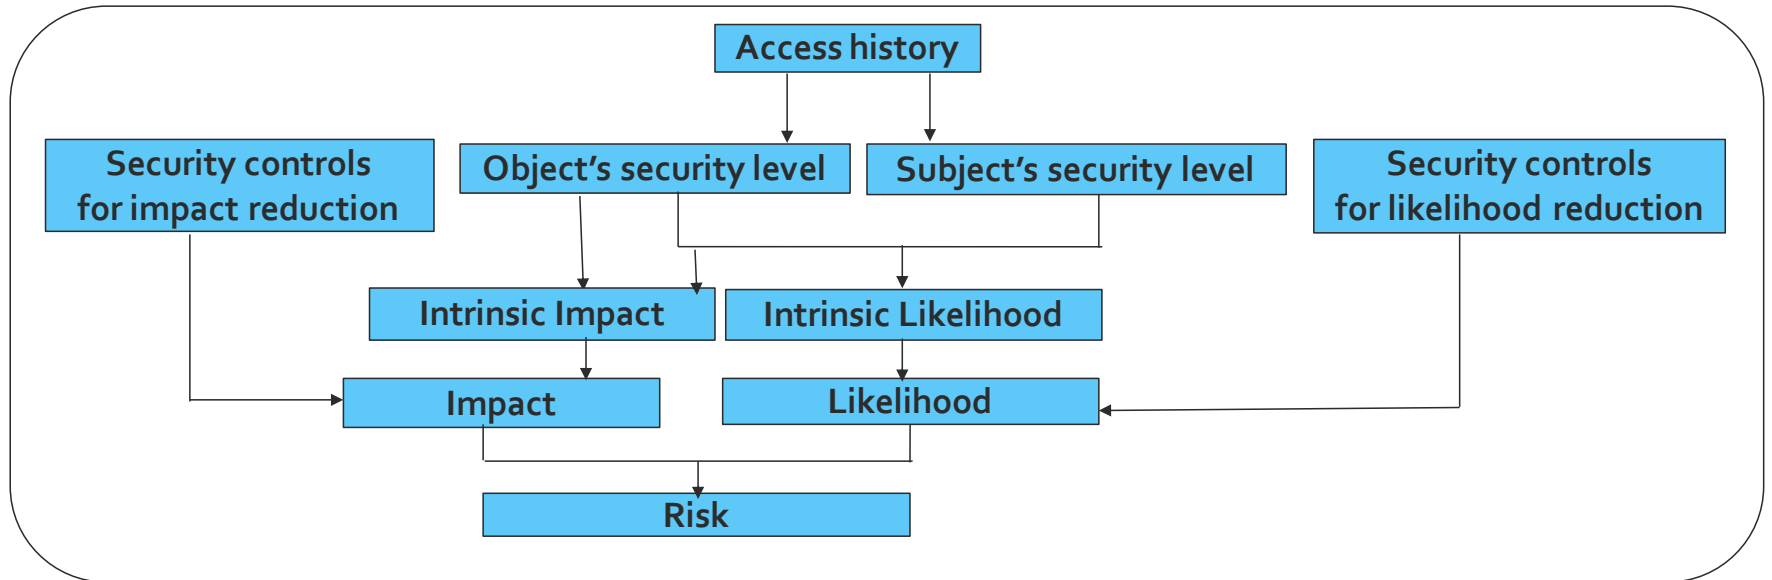 Access history
Security controls
for impact reduction
Object’s security level
Subject’s security level
Security controls
for likelihood reduction
Intrinsic Impact
Intrinsic Likelihood
Impact
Likelihood
Risk